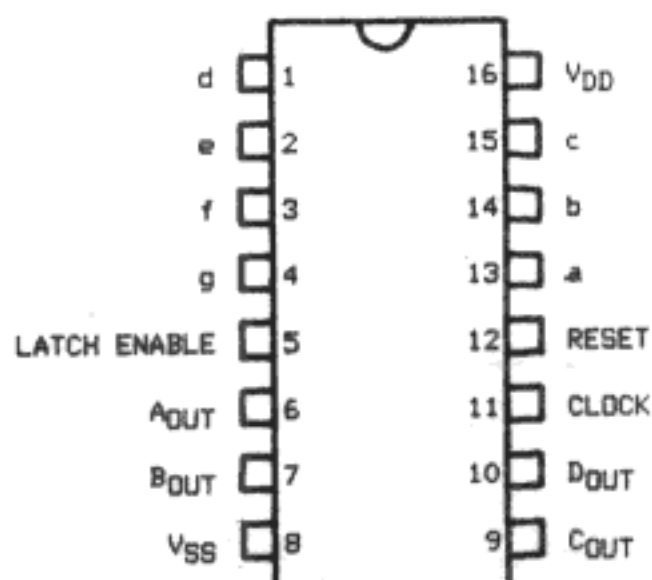 d 1 16 VDD
e 2 15 c
f 3 14 b
g 4 13 a
LATCH ENABLE 5 12 RESET
AOUT 6 11 CLOCK
BOUT 7 10 DOUT
VSS 8 9 COUT